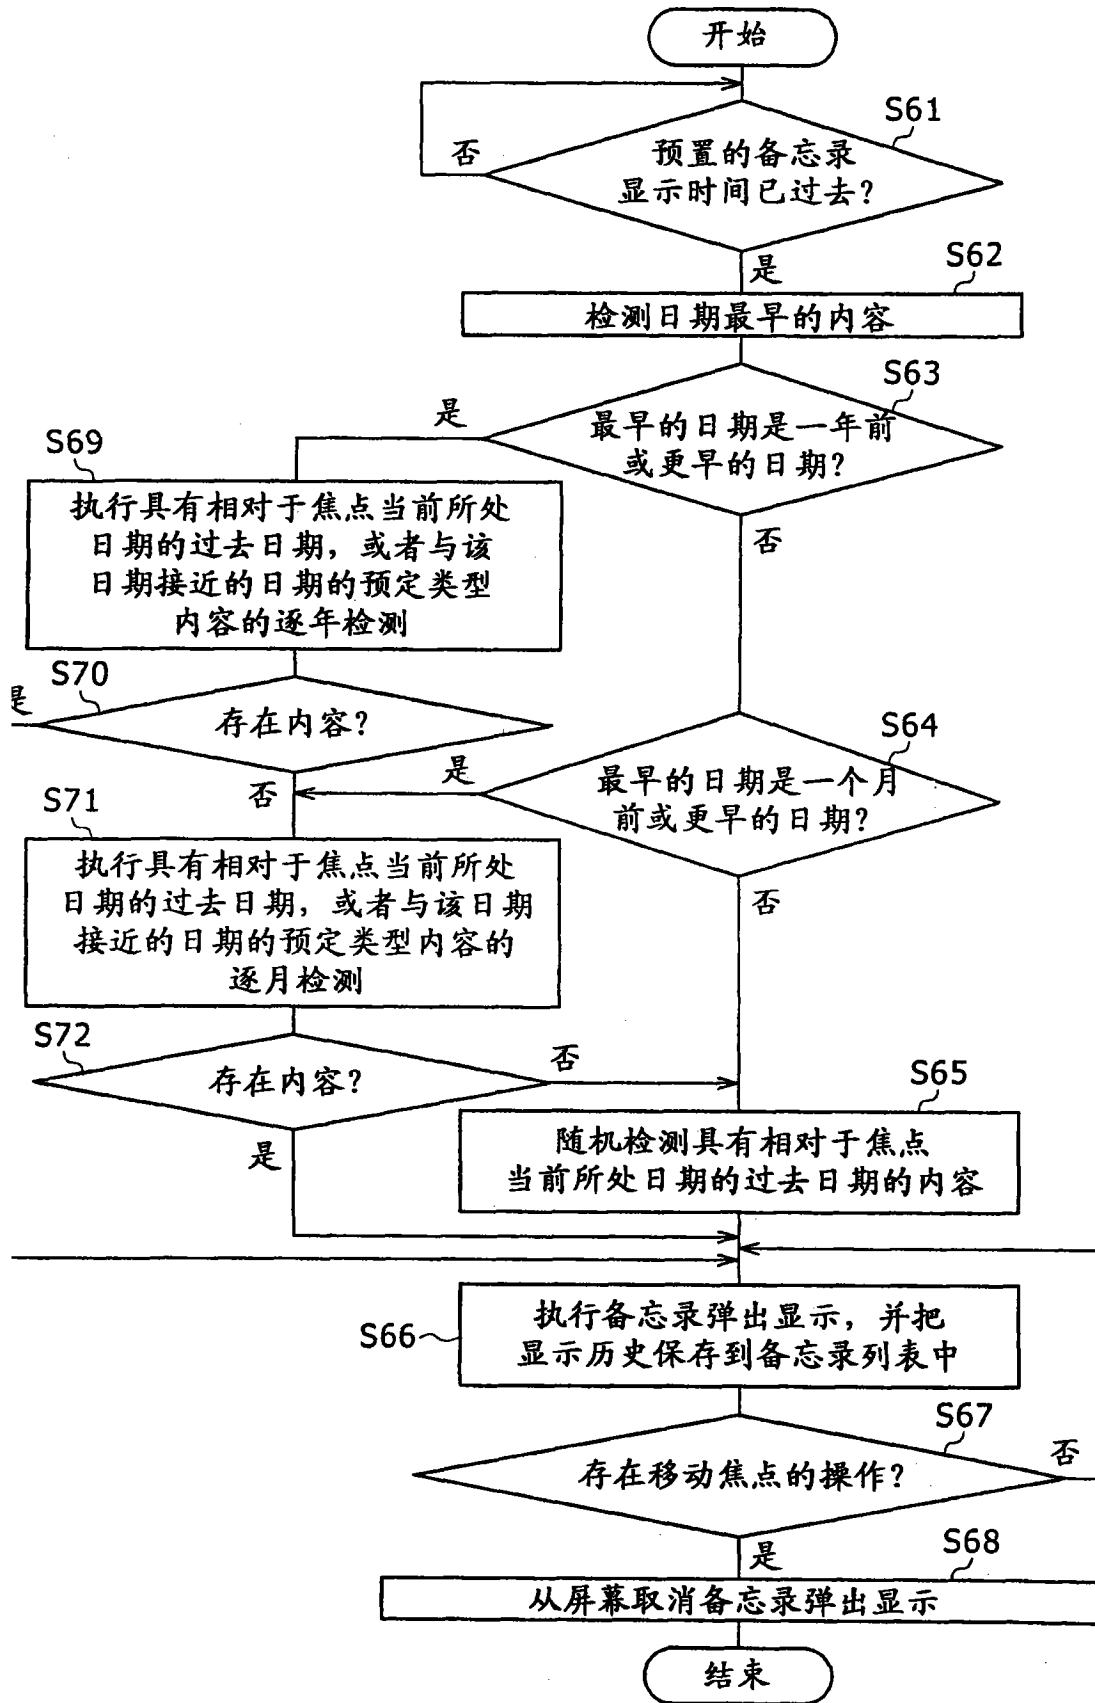 开始
S61
否
预置的备忘录
显示时间已过去?
是
S62
检测日期最早的内容
S63
是
最早的日期是一年前
或更早的日期?
S69
否
执行具有相对于焦点当前所处
日期的过去日期，或者与该
日期接近的日期的预定类型
内容的逐年检测
S70
是
存在内容?
S64
是
最早的日期是一个月
前或更早的日期?
否
S71
否
执行具有相对于焦点当前所处
日期的过去日期，或者与该日期
接近的日期的预定类型内容的
逐月检测
S72
存在内容?
否
S65
是
随机检测具有相对于焦点
当前所处日期的过去日期的内容
S66
执行备忘录弹出显示，并把
显示历史保存到备忘录列表中
S67
存在移动焦点的操作?
否
是
S68
从屏幕取消备忘录弹出显示
结束